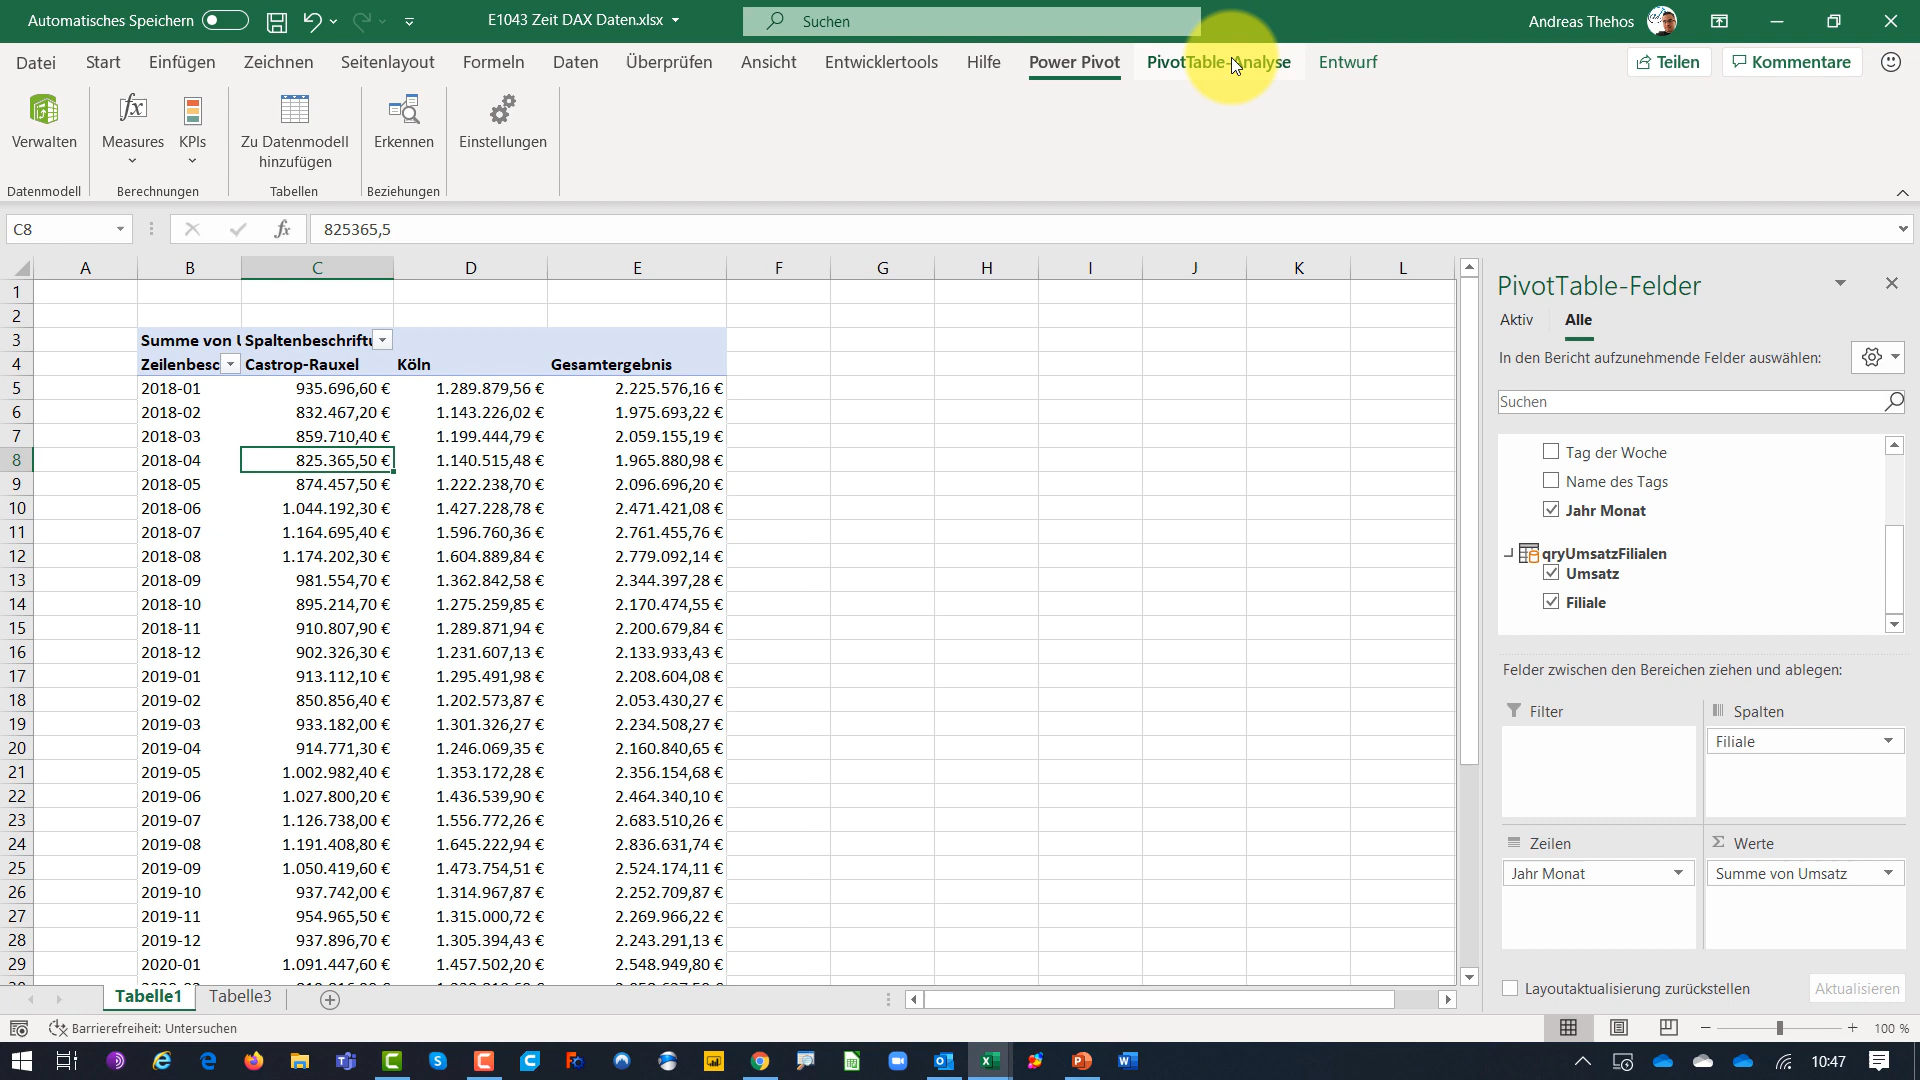 Automatisches Speichern
E1043 Zeit DAX Daten.xlsx
Suchen
Andreas Thehos
Datei Start Einfügen Zeichnen Seitenlayout Formeln Daten Überprüfen Ansicht Entwicklertools Hilfe Power Pivot PivotTable-Analyse Entwurf
Teilen
Kommentare
Verwalten
Measures
KPIs
Zu Datenmodell
hinzufügen
Erkennen
Einstellungen
Datenmodell
Berechnungen
Tabellen
Beziehungen
C8
fx
825365,5
A B C D E F G H I J K L
1
2
3 Summe von U Spaltenbeschriftu
4 Zeilenbesc Castrop-Rauxel Köln Gesamtergebnis
5 2018-01 935.696,60 € 1.289.879,56 € 2.225.576,16 €
6 2018-02 832.467,20 € 1.143.226,02 € 1.975.693,22 €
7 2018-03 859.710,40 € 1.199.444,79 € 2.059.155,19 €
8 2018-04 825.365,50 € 1.140.515,48 € 1.965.880,98 €
9 2018-05 874.457,50 € 1.222.238,70 € 2.096.696,20 €
10 2018-06 1.044.192,30 € 1.427.228,78 € 2.471.421,08 €
11 2018-07 1.164.695,40 € 1.596.760,36 € 2.761.455,76 €
12 2018-08 1.174.202,30 € 1.604.889,84 € 2.779.092,14 €
13 2018-09 981.554,70 € 1.362.842,58 € 2.344.397,28 €
14 2018-10 895.214,70 € 1.275.259,85 € 2.170.474,55 €
15 2018-11 910.807,90 € 1.289.871,94 € 2.200.679,84 €
16 2018-12 902.326,30 € 1.231.607,13 € 2.133.933,43 €
17 2019-01 913.112,10 € 1.295.491,98 € 2.208.604,08 €
18 2019-02 850.856,40 € 1.202.573,87 € 2.053.430,27 €
19 2019-03 933.182,00 € 1.301.326,27 € 2.234.508,27 €
20 2019-04 914.771,30 € 1.246.069,35 € 2.160.840,65 €
21 2019-05 1.002.982,40 € 1.353.172,28 € 2.356.154,68 €
22 2019-06 1.027.800,20 € 1.436.539,90 € 2.464.340,10 €
23 2019-07 1.126.738,00 € 1.556.772,26 € 2.683.510,26 €
24 2019-08 1.191.408,80 € 1.645.222,94 € 2.836.631,74 €
25 2019-09 1.050.419,60 € 1.473.754,51 € 2.524.174,11 €
26 2019-10 937.742,00 € 1.314.967,87 € 2.252.709,87 €
27 2019-11 954.965,50 € 1.315.000,72 € 2.269.966,22 €
28 2019-12 937.896,70 € 1.305.394,43 € 2.243.291,13 €
29 2020-01 1.091.447,60 € 1.457.502,20 € 2.548.949,80 €
PivotTable-Felder
Aktiv Alle
In den Bericht aufzunehmende Felder auswählen:
Suchen
Tag der Woche
Name des Tags
Jahr Monat
qryUmsatzFilialen
Umsatz
Filiale
Felder zwischen den Bereichen ziehen und ablegen:
Filter
Spalten
Filiale
Zeilen
Σ Werte
Jahr Monat
Summe von Umsatz
Layoutaktualisierung zurückstellen
Aktualisieren
Tabelle1 Tabelle3
Barrierefreiheit: Untersuchen
100 %
10:47